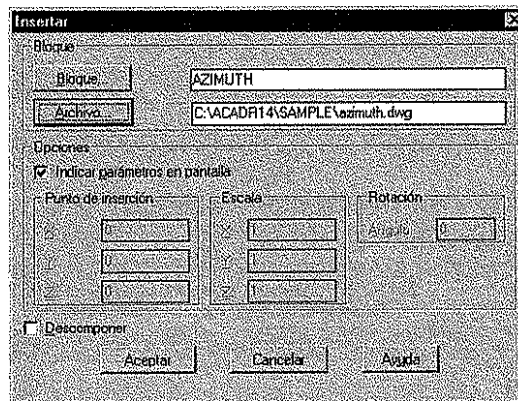 Insertar
Bloque
Bloque... AZIMUTH
Archivo... C:\ACADR14\SAMPLE\azimuth.dwg
Opciones
Indicar parámetros en pantalla
Punto de inserción Escala Rotación
X: 0 X: 1 Ángulo: 0
Y: 0 Y: 1
Z: 0 Z: 1
Descomponer
Aceptar Cancelar Ayuda